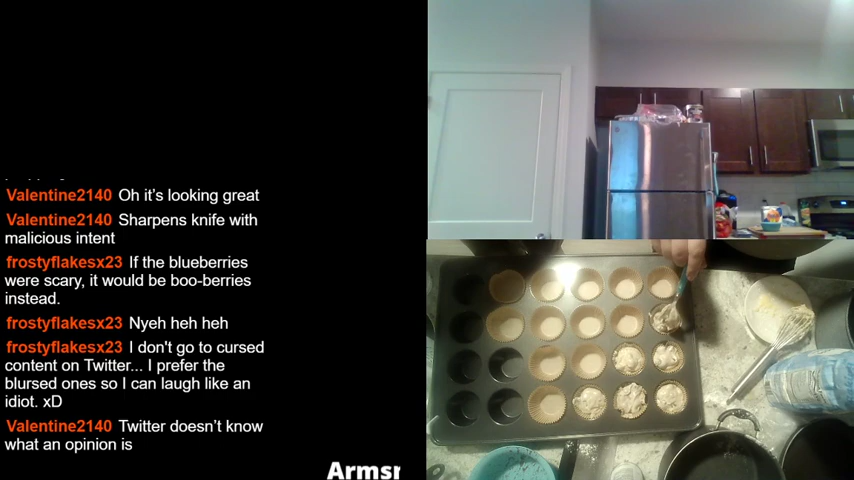 Valentine2140 Oh it's looking great
Valentine2140 Sharpens knife with
malicious intent
frostyflakesx23 If the blueberries
were scary, it would be boo-berries
instead.
frostyflakesx23 Nyeh heh heh
frostyflakesx23 I don't go to cursed
content on Twitter... I prefer the
blursed ones so I can laugh like an
idiot. xD
Valentine2140 Twitter doesn't know
what an opinion is